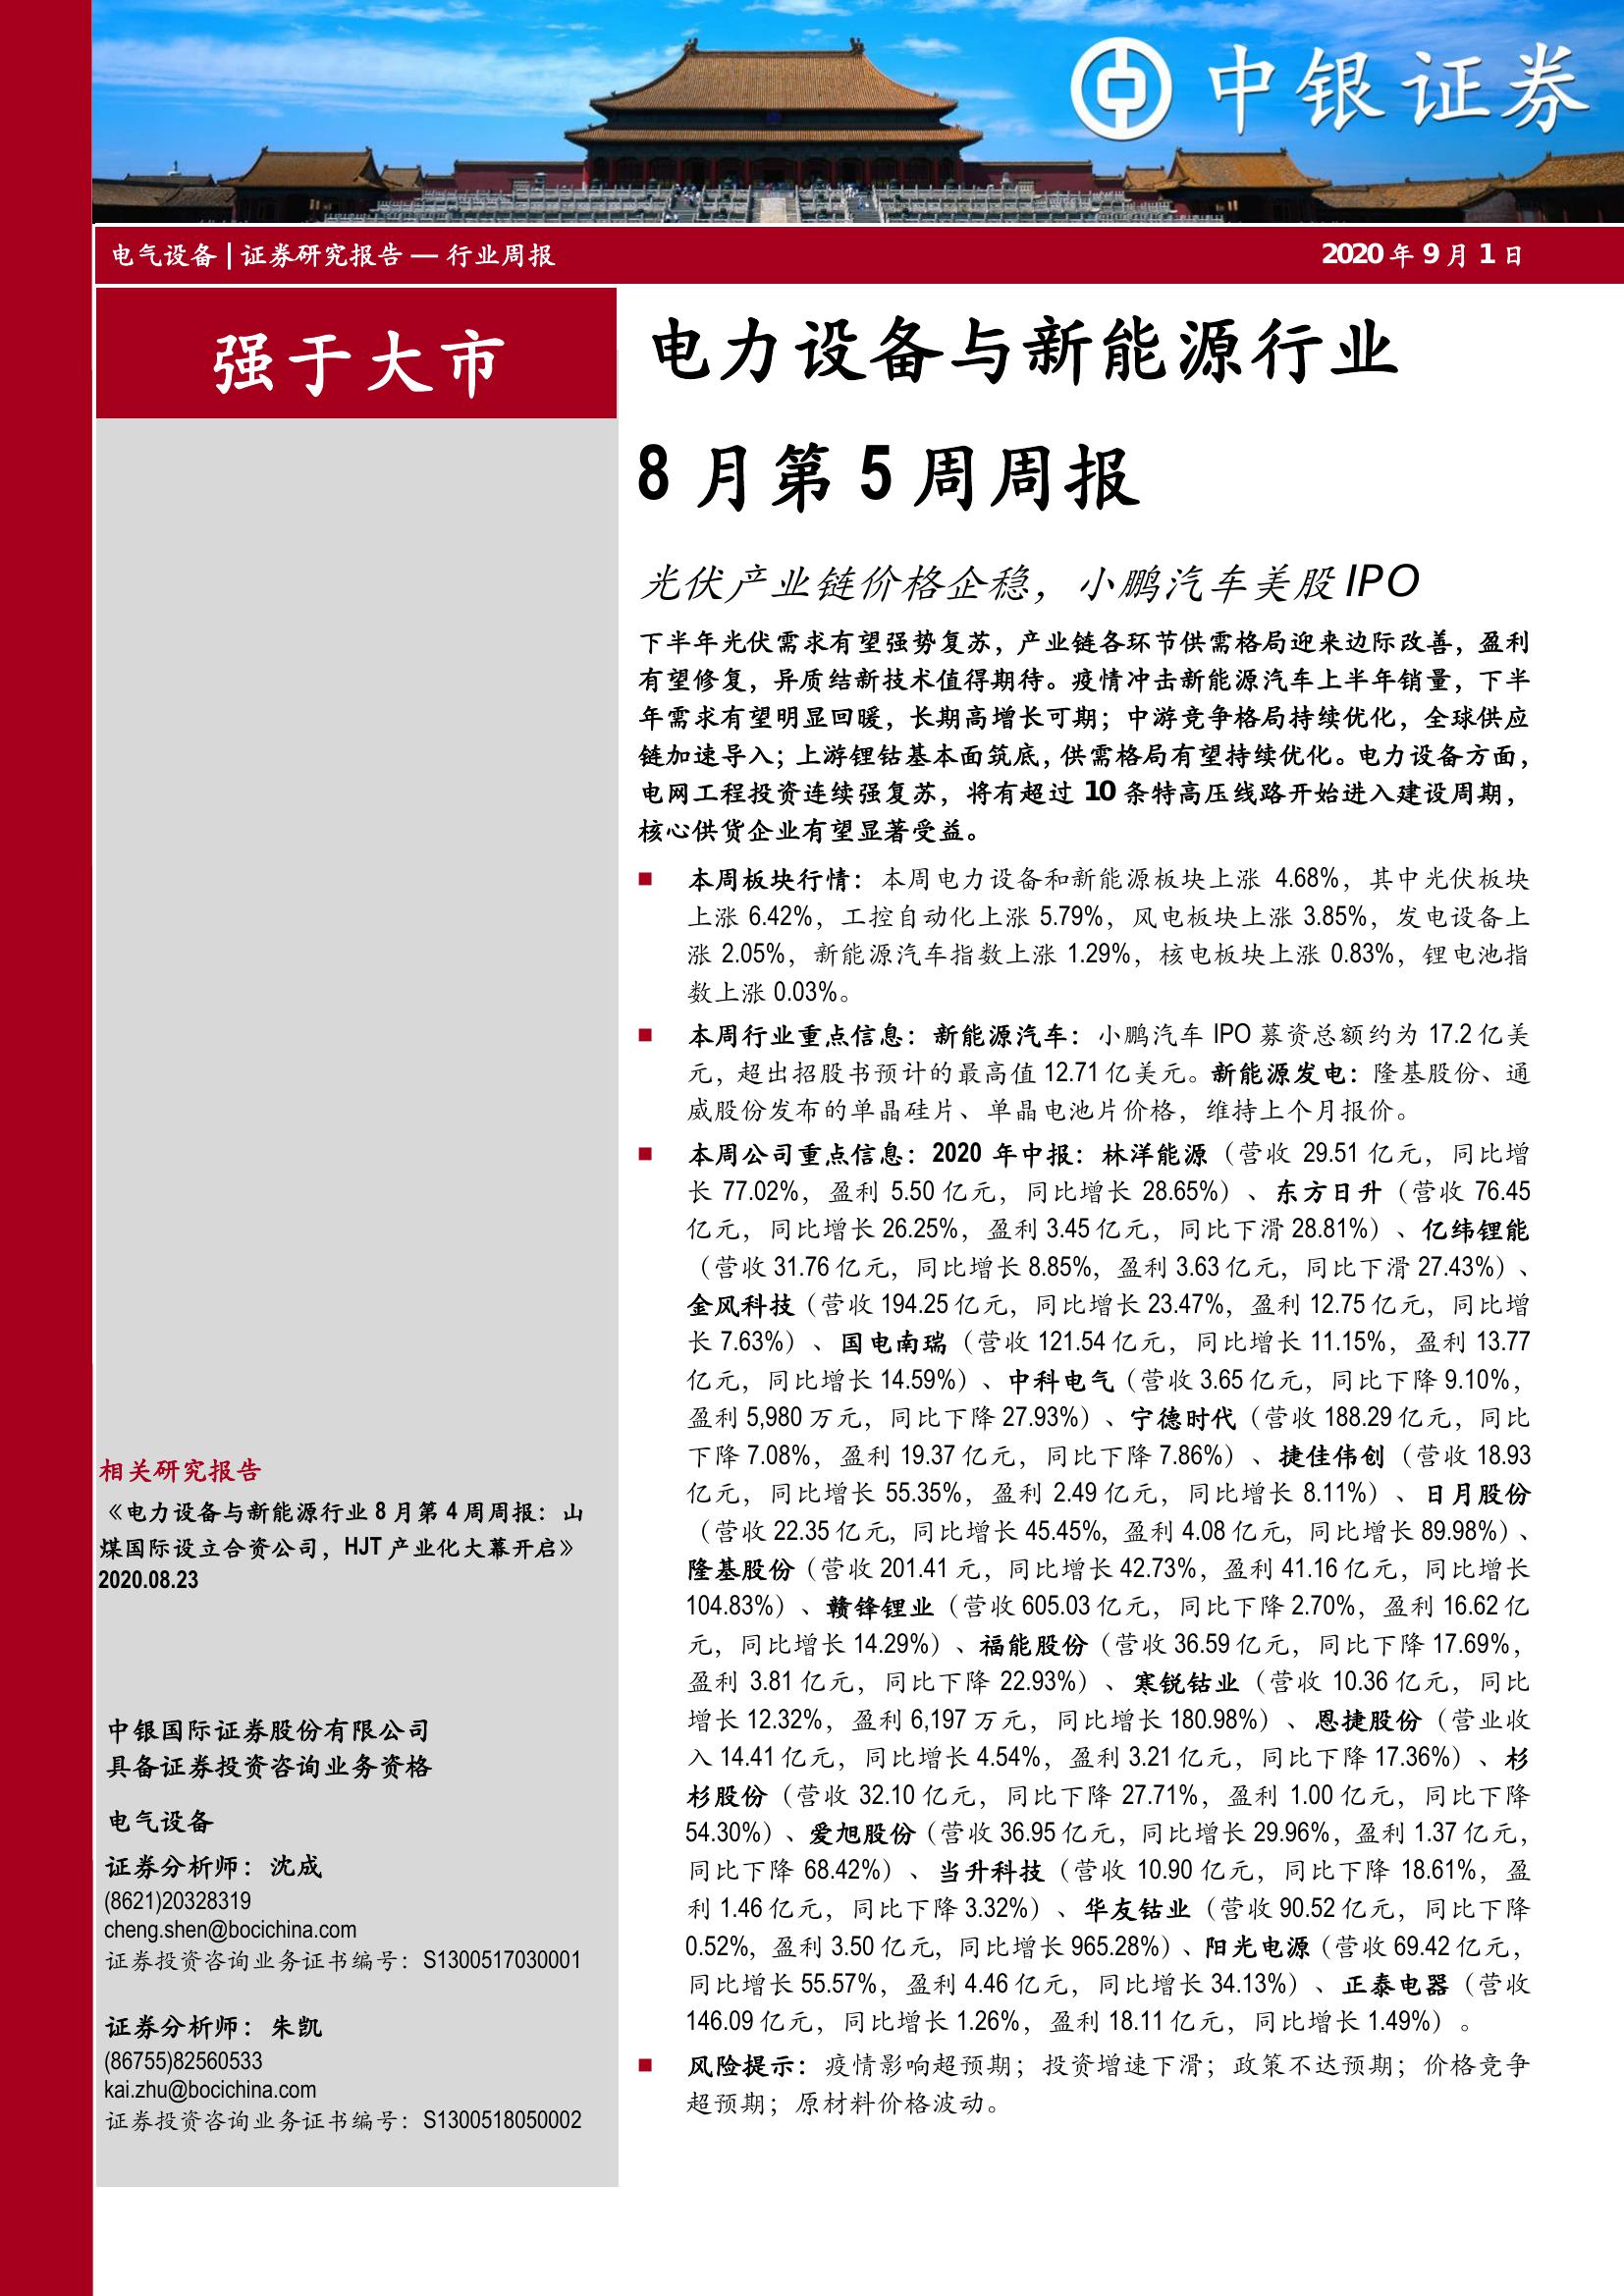 中银证券
电气设备 | 证券研究报告 — 行业周报
2020 年 9 月 1 日
强于大市
电力设备与新能源行业
8 月第 5 周周报
光伏产业链价格企稳，小鹏汽车美股 IPO
下半年光伏需求有望强势复苏，产业链各环节供需格局迎来边际改善，盈利
有望修复，异质结新技术值得期待。疫情冲击新能源汽车上半年销量，下半
年需求有望明显回暖，长期高增长可期；中游竞争格局持续优化，全球供应
链加速导入；上游锂钴基本面筑底，供需格局有望持续优化。电力设备方面，
电网工程投资连续强复苏，将有超过 10 条特高压线路开始进入建设周期，
核心供货企业有望显著受益。
■ 本周板块行情：本周电力设备和新能源板块上涨 4.68%，其中光伏板块
上涨 6.42%，工控自动化上涨 5.79%，风电板块上涨 3.85%，发电设备上
涨 2.05%，新能源汽车指数上涨 1.29%，核电板块上涨 0.83%，锂电池指
数上涨 0.03%。
■ 本周行业重点信息：新能源汽车：小鹏汽车 IPO 募资总额约为 17.2 亿美
元，超出招股书预计的最高值 12.71 亿美元。新能源发电：隆基股份、通
威股份发布的单晶硅片、单晶电池片价格，维持上个月报价。
■ 本周公司重点信息：2020 年中报：林洋能源（营收 29.51 亿元，同比增
长 77.02%，盈利 5.50 亿元，同比增长 28.65%）、东方日升（营收 76.45
亿元，同比增长 26.25%，盈利 3.45 亿元，同比下滑 28.81%）、亿纬锂能
（营收 31.76 亿元，同比增长 8.85%，盈利 3.63 亿元，同比下滑 27.43%）、
金风科技（营收 194.25 亿元，同比增长 23.47%，盈利 12.75 亿元，同比增
长 7.63%）、国电南瑞（营收 121.54 亿元，同比增长 11.15%，盈利 13.77
亿元，同比增长 14.59%）、中科电气（营收 3.65 亿元，同比下降 9.10%，
盈利 5,980 万元，同比下降 27.93%）、宁德时代（营收 188.29 亿元，同比
下降 7.08%，盈利 19.37 亿元，同比下降 7.86%）、捷佳伟创（营收 18.93
亿元，同比增长 55.35%，盈利 2.49 亿元，同比增长 8.11%）、日月股份
（营收 22.35 亿元，同比增长 45.45%，盈利 4.08 亿元，同比增长 89.98%）、
隆基股份（营收 201.41 元，同比增长 42.73%，盈利 41.16 亿元，同比增长
104.83%）、赣锋锂业（营收 605.03 亿元，同比下降 2.70%，盈利 16.62 亿
元，同比增长 14.29%）、福能股份（营收 36.59 亿元，同比下降 17.69%，
盈利 3.81 亿元，同比下降 22.93%）、寒锐钴业（营收 10.36 亿元，同比
增长 12.32%，盈利 6,197 万元，同比增长 180.98%）、恩捷股份（营业收
入 14.41 亿元，同比增长 4.54%，盈利 3.21 亿元，同比下降 17.36%）、杉
杉股份（营收 32.10 亿元，同比下降 27.71%，盈利 1.00 亿元，同比下降
54.30%）、爱旭股份（营收 36.95 亿元，同比增长 29.96%，盈利 1.37 亿元，
同比下降 68.42%）、当升科技（营收 10.90 亿元，同比下降 18.61%，盈
利 1.46 亿元，同比下降 3.32%）、华友钴业（营收 90.52 亿元，同比下降
0.52%，盈利 3.50 亿元，同比增长 965.28%）、阳光电源（营收 69.42 亿元，
同比增长 55.57%，盈利 4.46 亿元，同比增长 34.13%）、正泰电器（营收
146.09 亿元，同比增长 1.26%，盈利 18.11 亿元，同比增长 1.49%）。
■ 风险提示：疫情影响超预期；投资增速下滑；政策不达预期；价格竞争
超预期；原材料价格波动。
相关研究报告
《电力设备与新能源行业 8 月第 4 周周报：山
煤国际设立合资公司，HJT 产业化大幕开启》
2020.08.23
中银国际证券股份有限公司
具备证券投资咨询业务资格
电气设备
证券分析师：沈成
(8621)20328319
cheng.shen@bocichina.com
证券投资咨询业务证书编号：S1300517030001
证券分析师：朱凯
(86755)82560533
kai.zhu@bocichina.com
证券投资咨询业务证书编号：S1300518050002